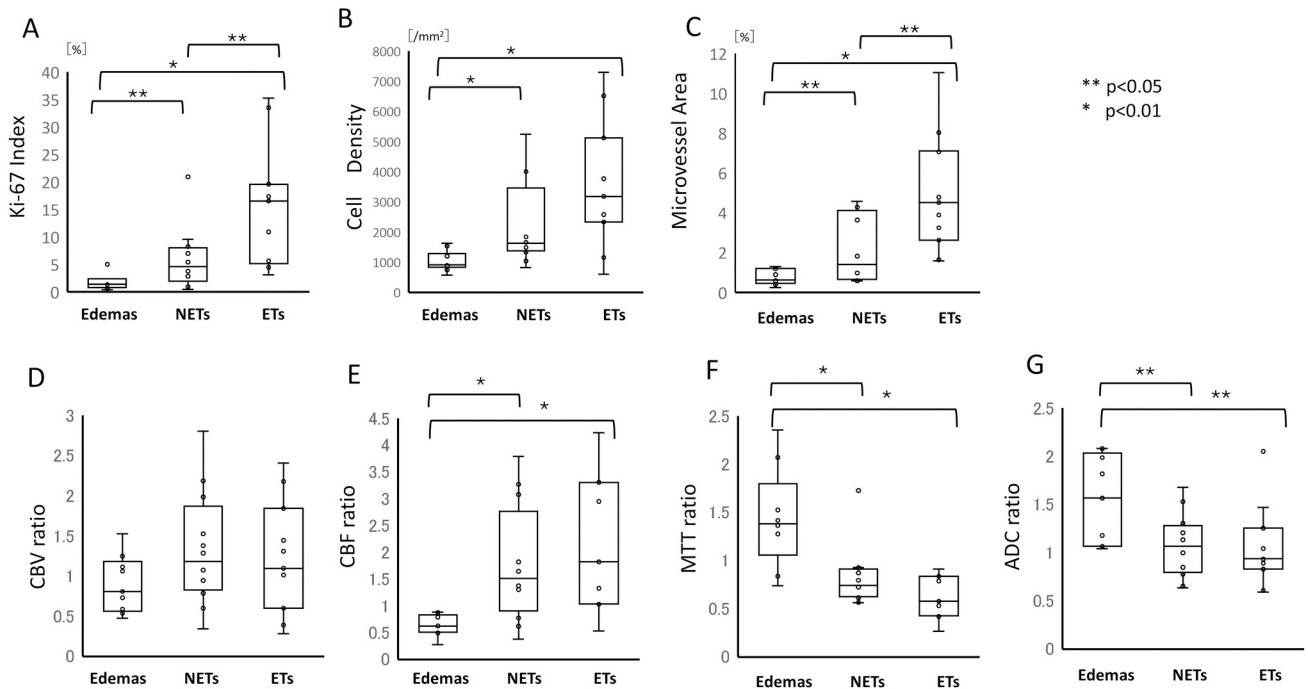 A
[%]
**
*
**
Ki-67 Index
40
35
30
25
20
15
10
5
0
Edemas NETs ETs
B
[/mm²]
*
*
Cell Density
8000
7000
6000
5000
4000
3000
2000
1000
0
Edemas NETs ETs
C
[%]
**
*
**
Microvessel Area
12
10
8
6
4
2
0
Edemas NETs ETs
** p<0.05
* p<0.01
D
CBV ratio
3
2.5
2
1.5
1
0.5
0
Edemas NETs ETs
E
*
*
CBF ratio
4.5
4
3.5
3
2.5
2
1.5
1
0.5
0
Edemas NETs ETs
F
*
*
MTT ratio
2.5
2
1.5
1
0.5
0
Edemas NETs ETs
G
**
**
ADC ratio
2.5
2
1.5
1
0.5
0
Edemas NETs ETs